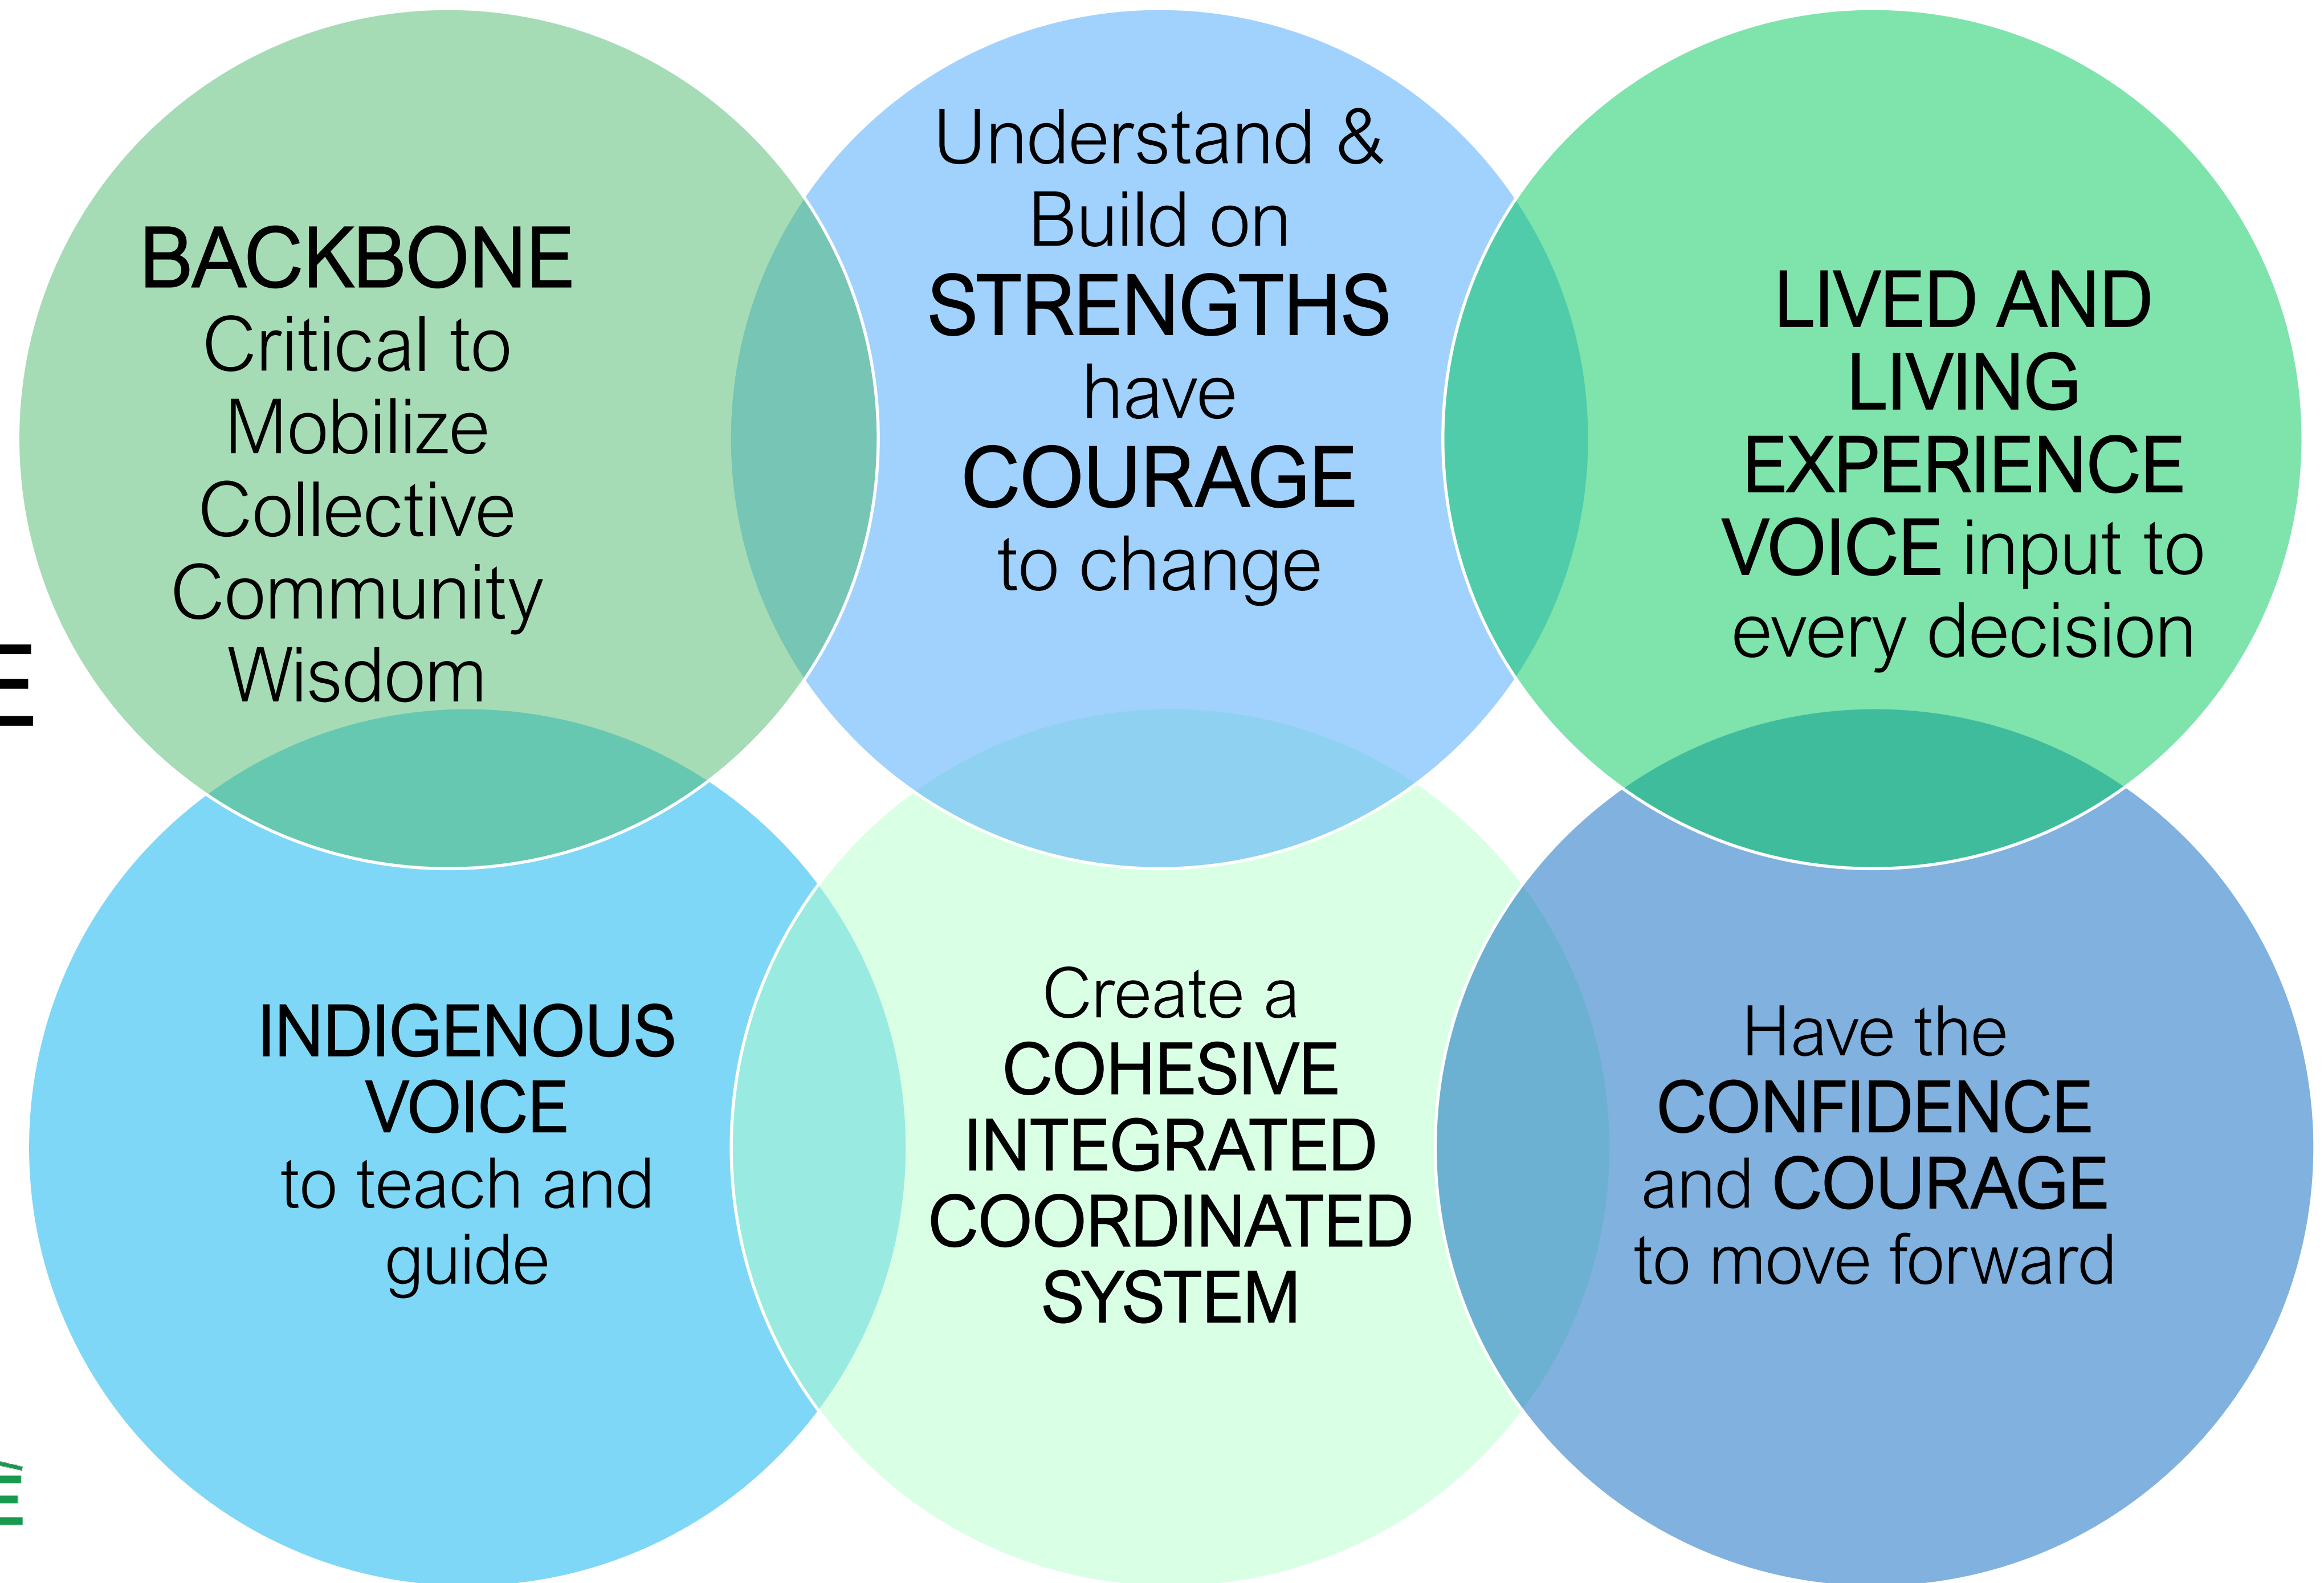 BACKBONE
Critical to
Mobilize
Collective
Community
Wisdom
Understand &
Build on
STRENGTHS
have
COURAGE
to change
LIVED AND
LIVING
EXPERIENCE
VOICE input to
every decision
INDIGENOUS
VOICE
to teach and
guide
Create a
COHESIVE
INTEGRATED
COORDINATED
SYSTEM
Have the
CONFIDENCE
and COURAGE
to move forward